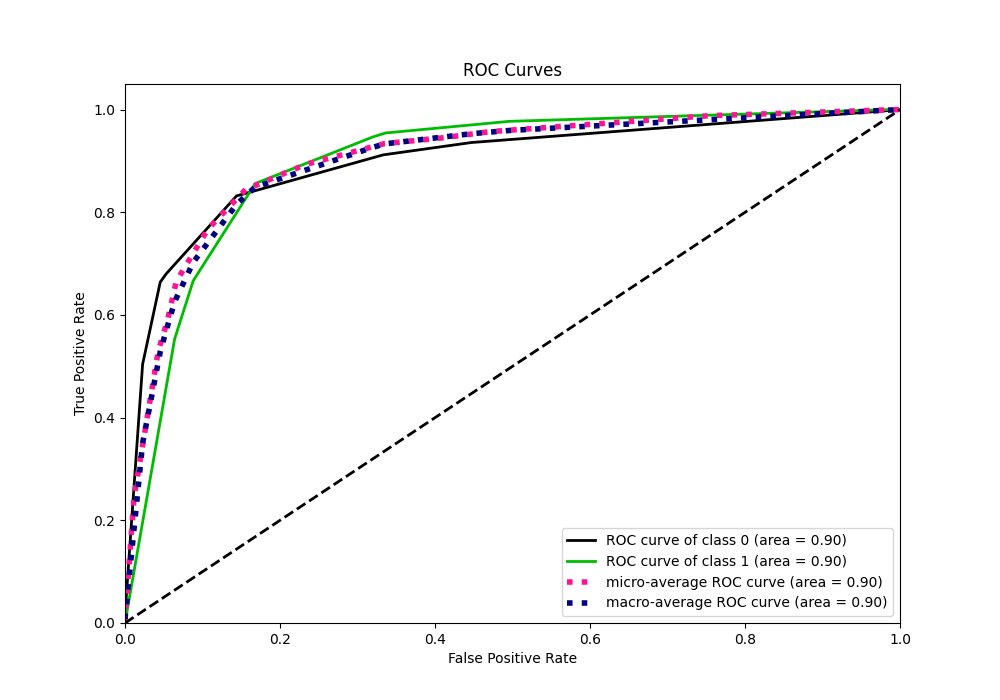 ROC Curves
1.0
0.8
0.6
0.4
0.2
0.0
True Positive Rate
0.0 0.2 0.4 0.6 0.8 1.0
False Positive Rate
ROC curve of class 0 (area = 0.90)
ROC curve of class 1 (area = 0.90)
micro-average ROC curve (area = 0.90)
macro-average ROC curve (area = 0.90)